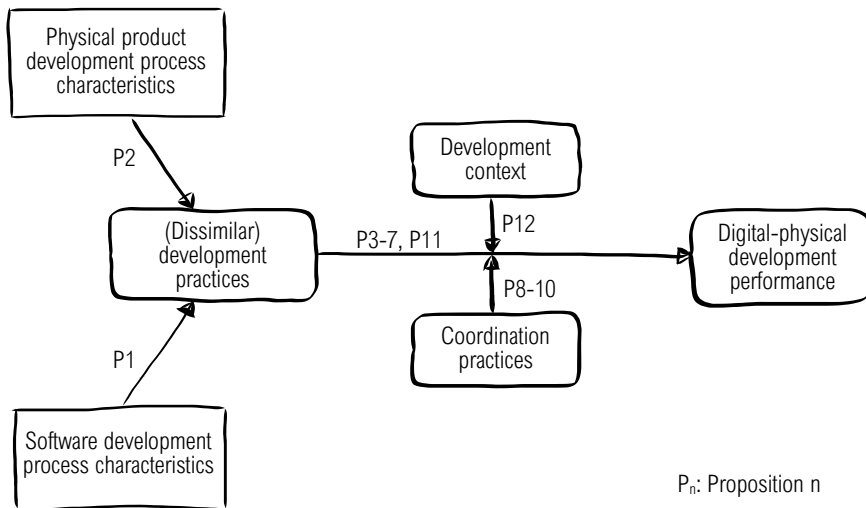 Physical product
development process
characteristics
P2
Development
context
(Dissimilar)
development
practices
P3-7, P11
P12
Digital-physical
development
performance
P8-10
Coordination
practices
P1
Software development
process characteristics
Pₙ: Proposition n